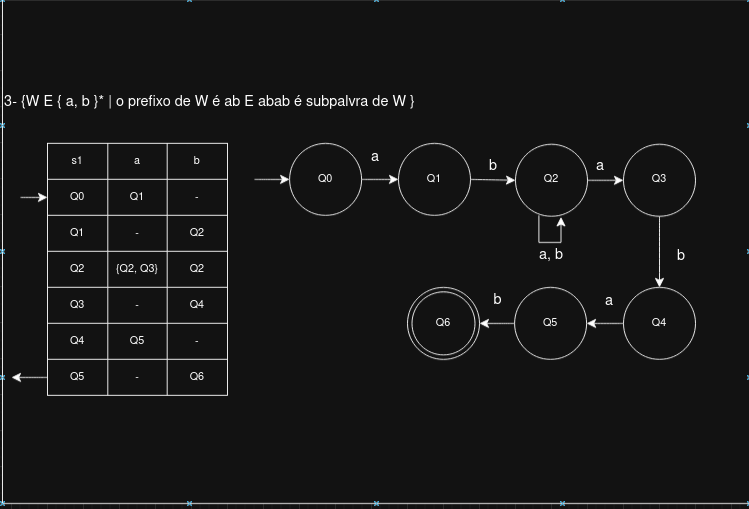 3- {W E { a, b }* | o prefixo de W é ab E abab é subpalvra de W }
s1 a b
Q0 Q1 -
Q1 - Q2
Q2 {Q2, Q3} Q2
Q3 - Q4
Q4 Q5 -
Q5 - Q6
Q0 a Q1 b Q2 a Q3
a, b
b
Q6 b Q5 a Q4